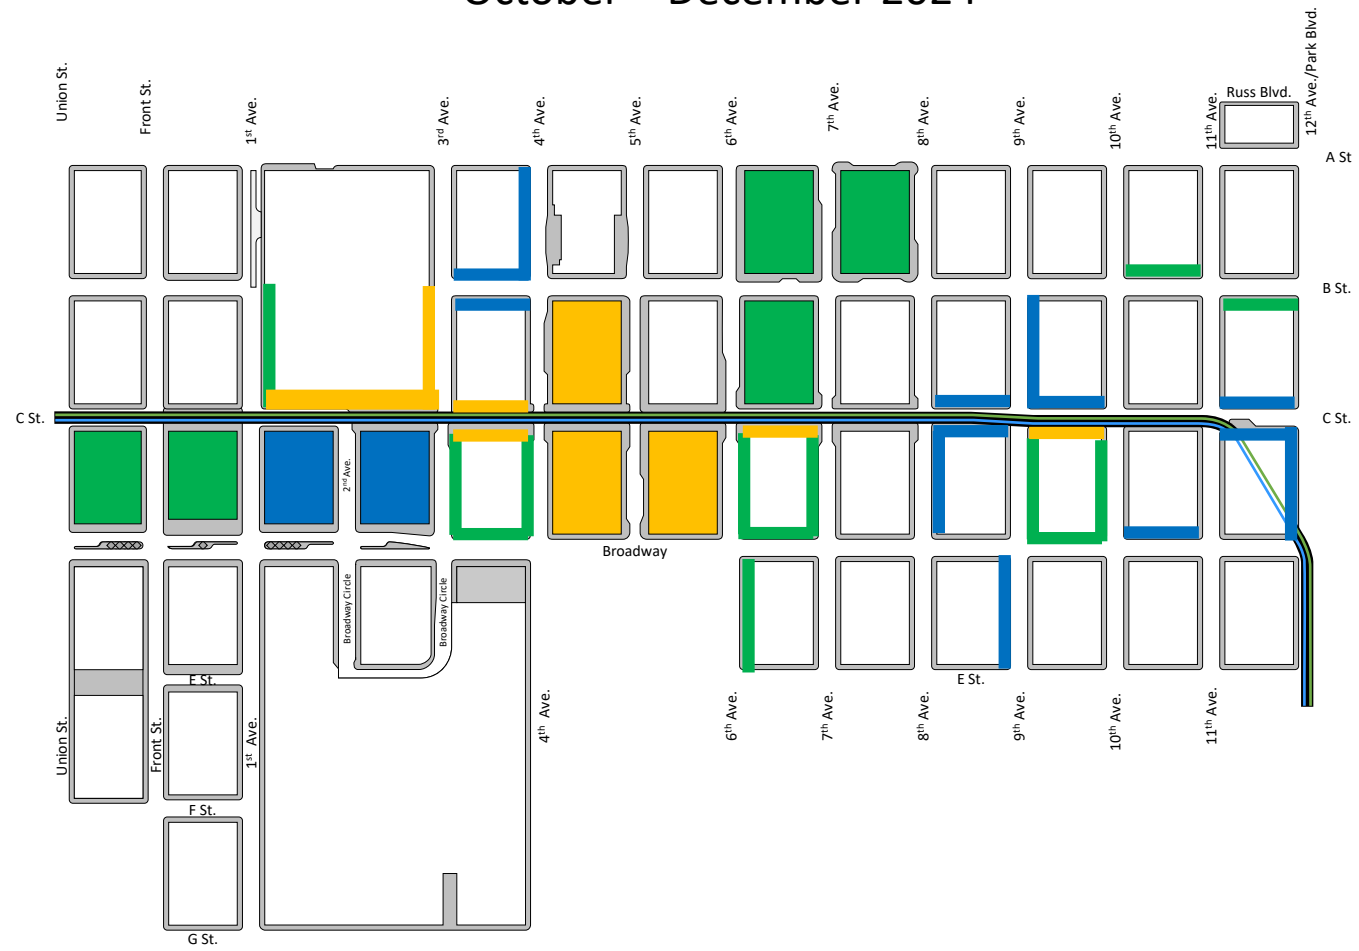 October – December 2024
Union St.
Front St.
1st Ave.
3rd Ave.
4th Ave.
5th Ave.
6th Ave.
7th Ave.
8th Ave.
9th Ave.
10th Ave.
11th Ave.
12th Ave./Park Blvd.
Russ Blvd.
A St
B St.
C St.
C St.
2nd Ave.
Broadway
Broadway Circle
Broadway Circle
E St.
E St.
Union St.
Front St.
1st Ave.
4th Ave.
6th Ave.
7th Ave.
8th Ave.
9th Ave.
10th Ave.
11th Ave.
F St.
G St.